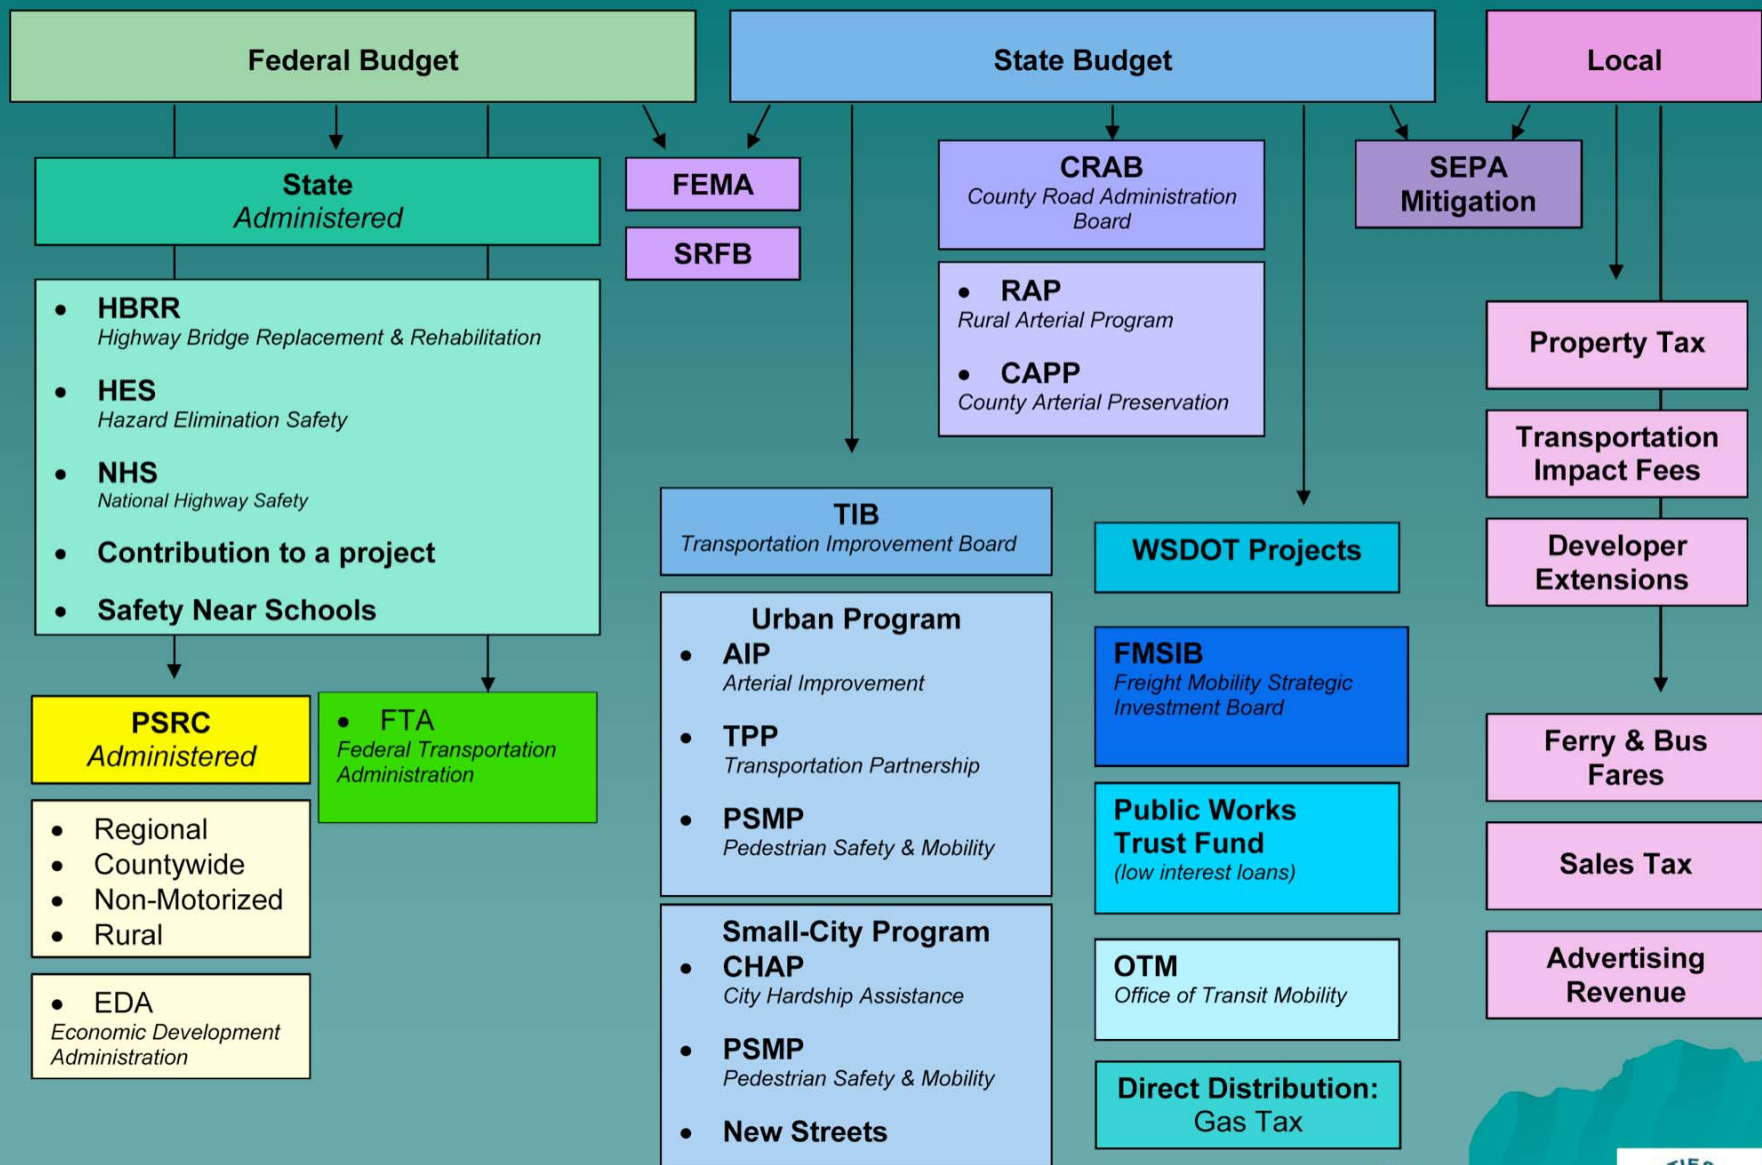 Federal Budget
State Budget
Local
State
Administered
• HBRR
Highway Bridge Replacement & Rehabilitation
• HES
Hazard Elimination Safety
• NHS
National Highway Safety
• Contribution to a project
• Safety Near Schools
PSRC
Administered
• Regional
• Countywide
• Non-Motorized
• Rural
• EDA
Economic Development
Administration
• FTA
Federal Transportation
Administration
FEMA
SRFB
TIB
Transportation Improvement Board
Urban Program
• AIP
Arterial Improvement
• TPP
Transportation Partnership
• PSMP
Pedestrian Safety & Mobility
Small-City Program
• CHAP
City Hardship Assistance
• PSMP
Pedestrian Safety & Mobility
• New Streets
CRAB
County Road Administration
Board
• RAP
Rural Arterial Program
• CAPP
County Arterial Preservation
WSDOT Projects
FMSIB
Freight Mobility Strategic
Investment Board
Public Works
Trust Fund
(low interest loans)
OTM
Office of Transit Mobility
Direct Distribution:
Gas Tax
SEPA
Mitigation
Property Tax
Transportation
Impact Fees
Developer
Extensions
Ferry & Bus
Fares
Sales Tax
Advertising
Revenue